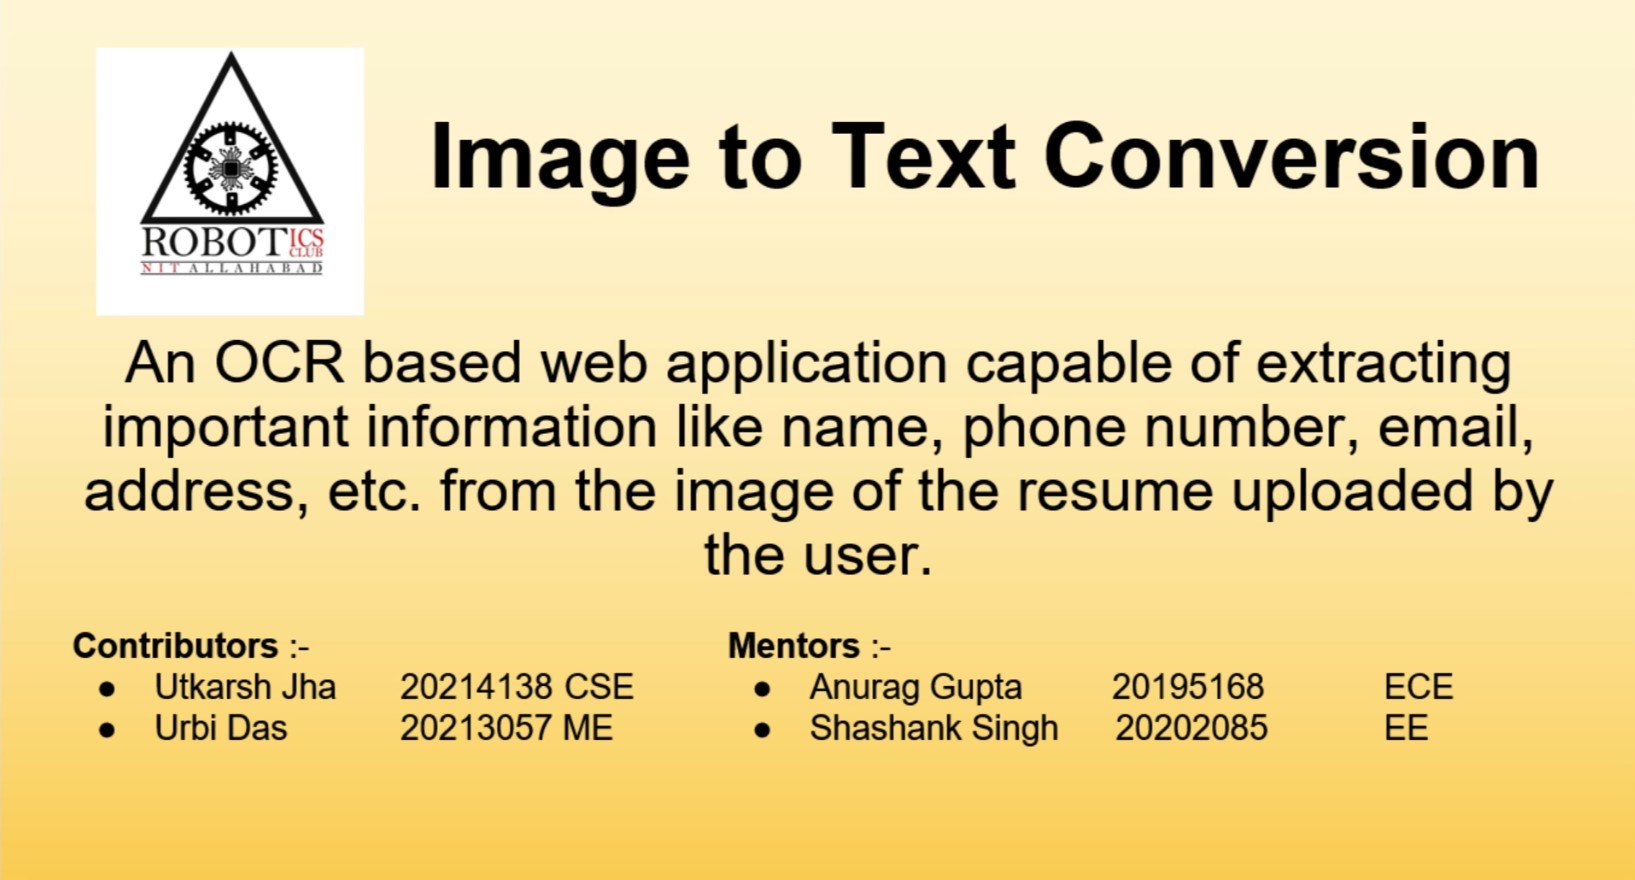 ROBOTICS
CLUB
NIT ALLAHABAD
Image to Text Conversion
An OCR based web application capable of extracting
important information like name, phone number, email,
address, etc. from the image of the resume uploaded by
the user.
Contributors :-
● Utkarsh Jha 20214138 CSE
● Urbi Das 20213057 ME
Mentors :-
● Anurag Gupta 20195168 ECE
● Shashank Singh 20202085 EE